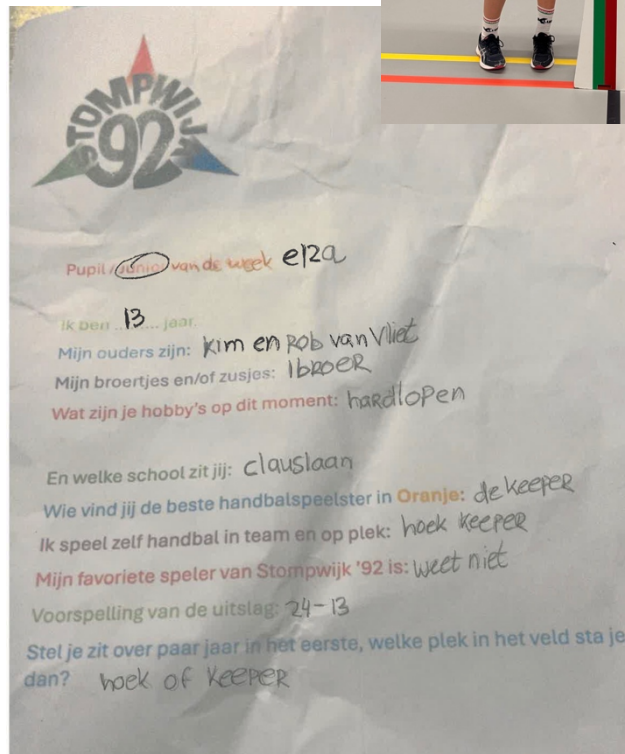 STOMPWIJK
92
Pupil / Junior van de week elza
Ik ben ...13... jaar.
Mijn ouders zijn: Kim en Rob van Vliet
Mijn broertjes en/of zusjes: 1 broer
Wat zijn je hobby's op dit moment: hardlopen
En welke school zit jij: clauslaan
Wie vind jij de beste handbalspeelster in Oranje: de keeper
Ik speel zelf handbal in team en op plek: hoek keeper
Mijn favoriete speler van Stompwijk '92 is: weet niet
Voorspelling van de uitslag: 24-13
Stel je zit over paar jaar in het eerste, welke plek in het veld sta je
dan? hoek of keeper